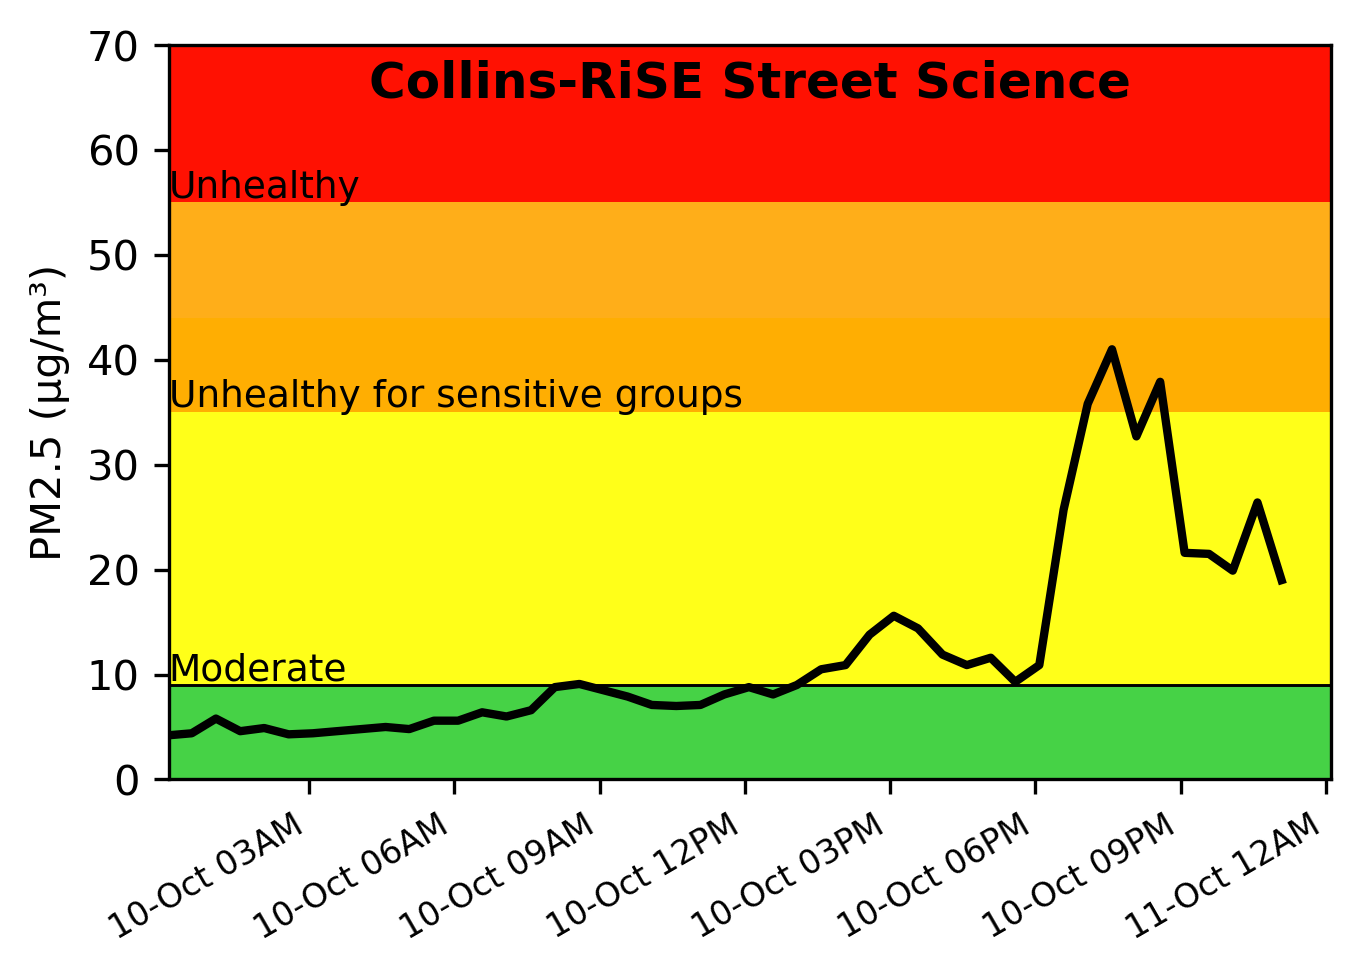 Collins-RiSE Street Science
PM2.5 (µg/m³)
70
60
50
40
30
20
10
0
Unhealthy
Unhealthy for sensitive groups
Moderate
10-Oct 03AM
10-Oct 06AM
10-Oct 09AM
10-Oct 12PM
10-Oct 03PM
10-Oct 06PM
10-Oct 09PM
11-Oct 12AM